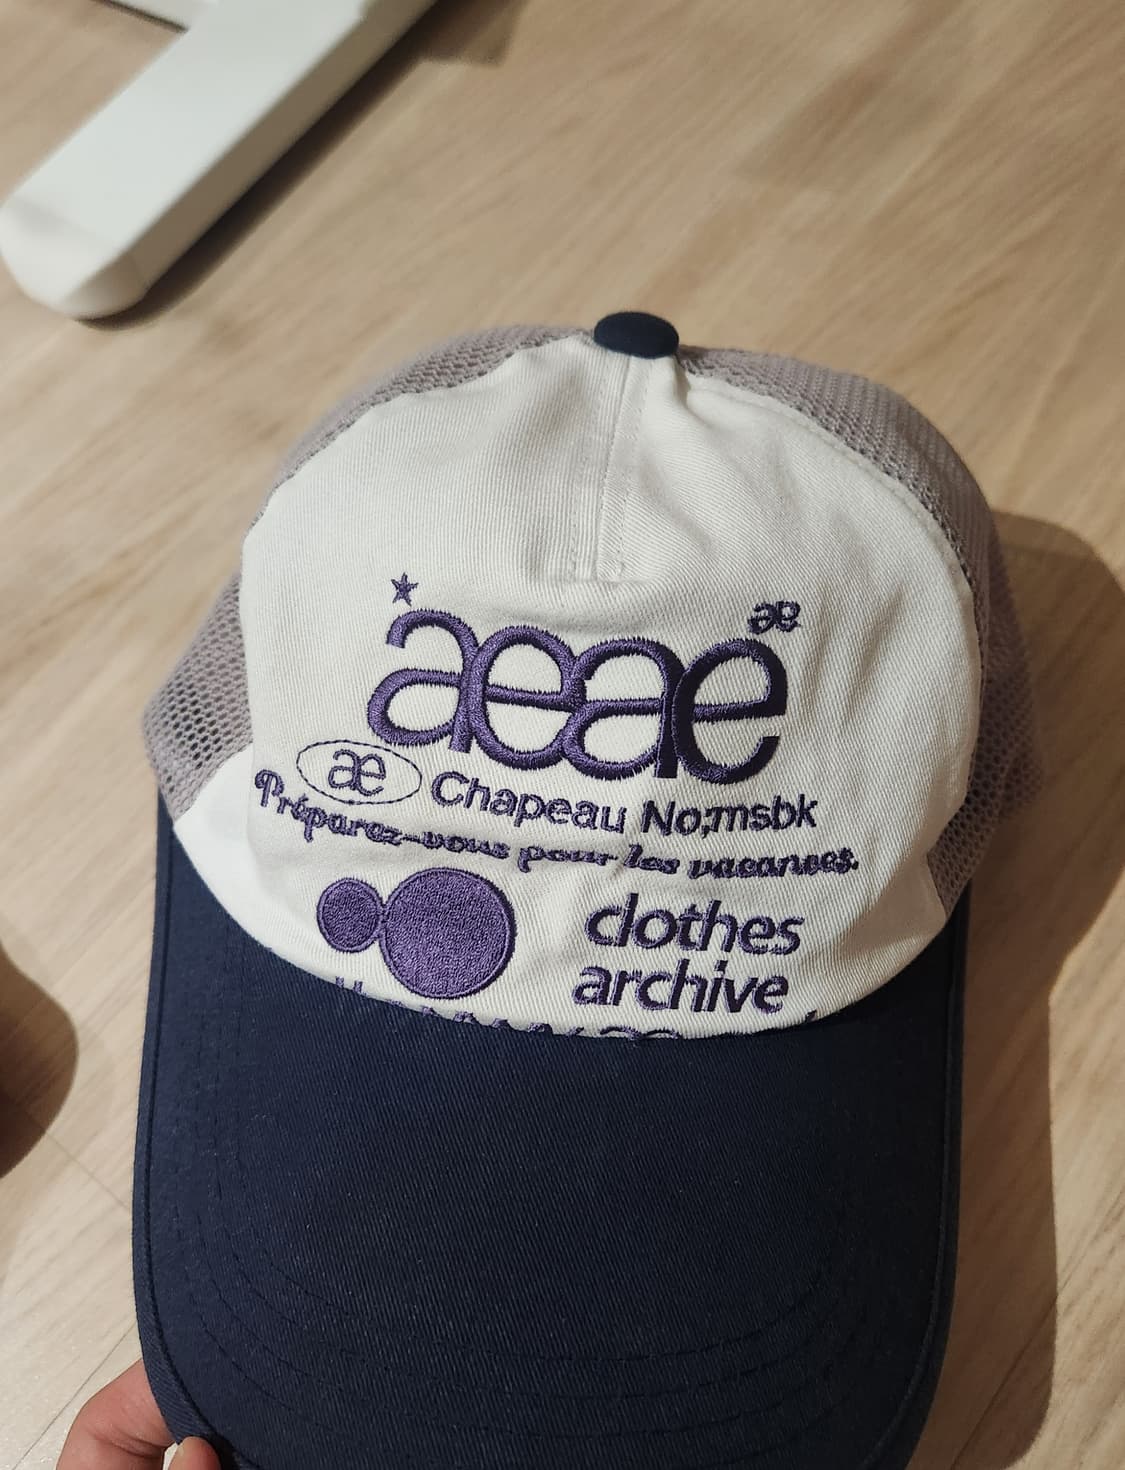 aeae
æ
æ Chapeau No;msbk
Préparez-vous pour les vacances.
clothes
archive